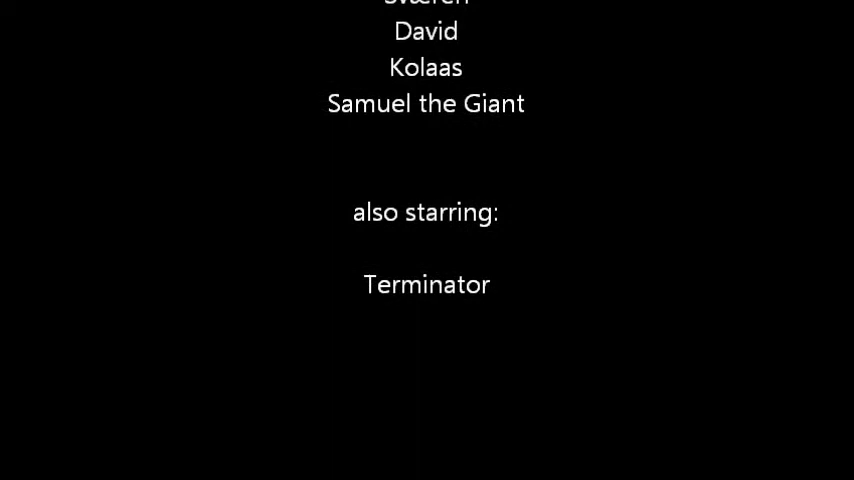 David
Kolaas
Samuel the Giant
also starring:
Terminator